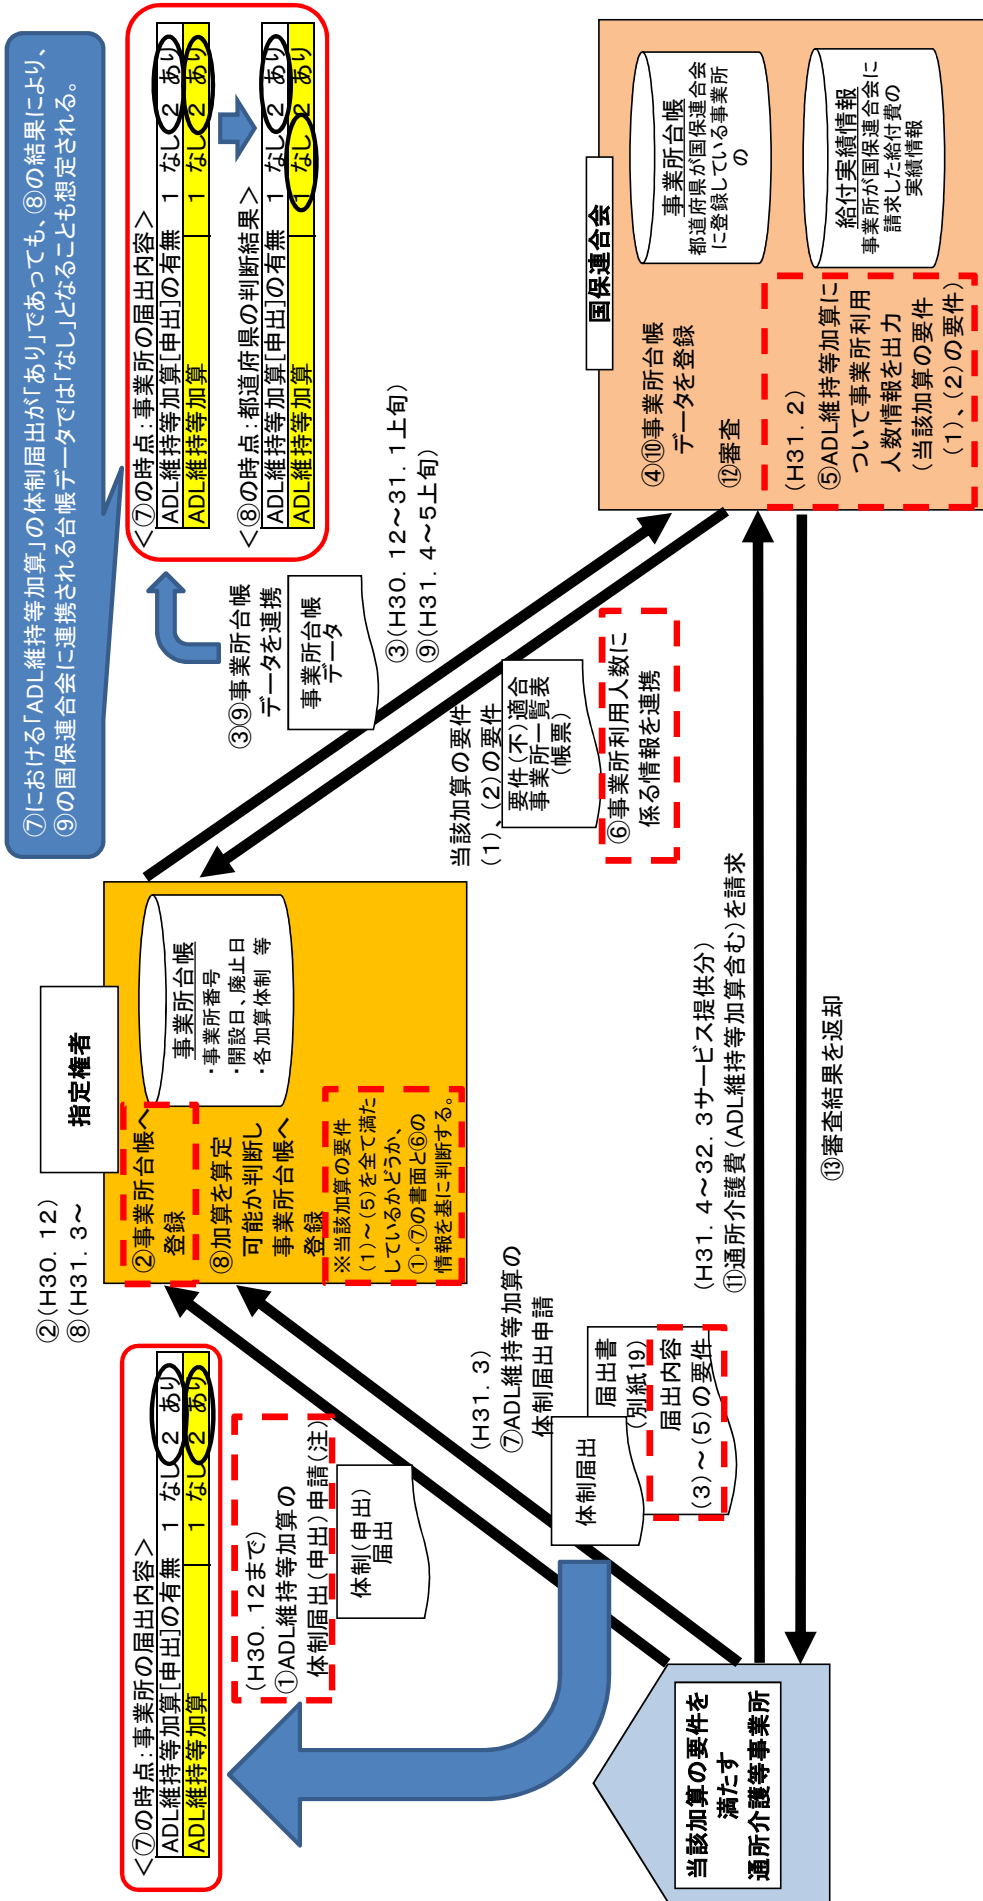 ⑦における「ADL維持等加算」の体制届出が「あり」であっても、⑧の結果により、
⑨の国保連合会に連携される台帳データでは「なし」となることも想定される。
<⑦の時点:事業所の届出内容>
ADL維持等加算[申出]の有無 1 なし 2 あり
ADL維持等加算 1 なし 2 あり
②(H30.12)
⑧(H31.3~
指定権者
②事業所台帳へ
登録
⑧加算を算定
可能か判断し
事業所台帳へ
登録
※当該加算の要件
(1)~(5)を全て満た
しているかどうか、
①・⑦の書面と⑥の
情報を基に判断する。
事業所台帳
・事業所番号
・開設日、廃止日
・各加算体制 等
<⑦の時点:事業所の届出内容>
ADL維持等加算[申出]の有無 1 なし 2 あり
ADL維持等加算 1 なし 2 あり
<⑧の時点:都道府県の判断結果>
ADL維持等加算[申出]の有無 1 なし 2 あり
ADL維持等加算 1 なし 2 あり
(H30.12まで)
①ADL維持等加算の
体制届出(申出)申請(注)
体制(申出)
届出
③⑨事業所台帳
データを連携
事業所台帳
データ
③(H30.12~31.1上旬)
⑨(H31.4~5上旬)
(H31.3)
⑦ADL維持等加算の
体制届出申請
体制届出
届出書
(別紙19)
届出内容
(3)~(5)の要件
当該加算の要件
(1)、(2)の要件
要件(不)適合
事業所一覧表
(帳票)
⑥事業所利用人数に
係る情報を連携
国保連合会
④⑩事業所台帳
データを登録
⑫審査
(H31.2)
⑤ADL維持等加算に
ついて事業所利用
人数情報を出力
(当該加算の要件
(1)、(2)の要件)
事業所台帳
都道府県が国保連合会
に登録している事業所
の
給付実績情報
事業所が国保連合会に
請求した給付費の
実績情報
当該加算の要件を
満たす
通所介護等事業所
(H31.4~32.3サービス提供分)
⑪通所介護費(ADL維持等加算含む)を請求
⑬審査結果を返却